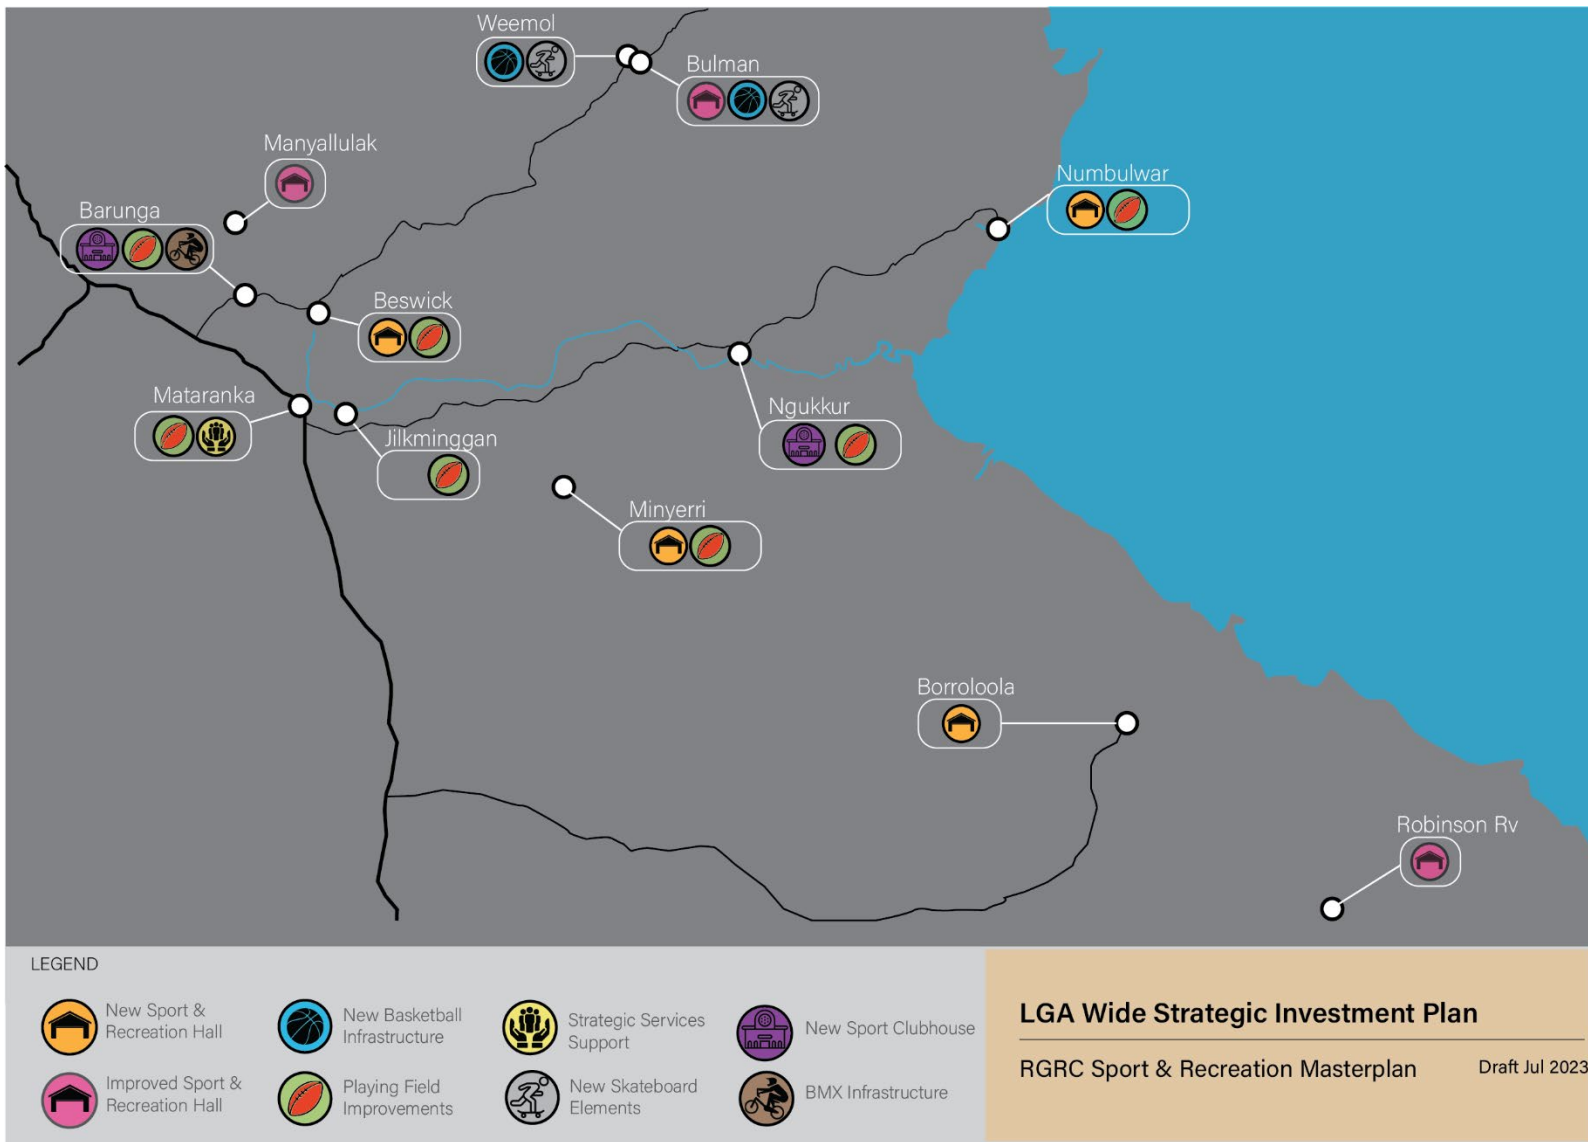 Weemol
Bulman
Manyallulak
Numbulwar
Barunga
Beswick
Mataranka
Ngukkur
Jilkminggan
Minyerri
Borroloola
Robinson Rv
LEGEND
New Sport &
Recreation Hall
New Basketball
Infrastructure
Strategic Services
Support
New Sport Clubhouse
Improved Sport &
Recreation Hall
Playing Field
Improvements
New Skateboard
Elements
BMX Infrastructure
LGA Wide Strategic Investment Plan
RGRC Sport & Recreation Masterplan
Draft Jul 2023